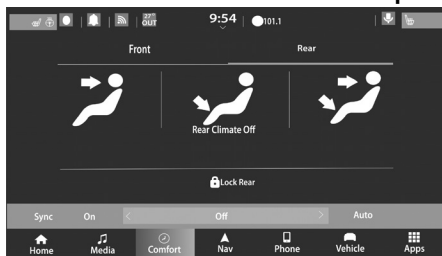 27° OUT 9:54 101.1
Front Rear
Rear Climate Off
Lock Rear
Sync On Off Auto
Home Media Comfort Nav Phone Vehicle Apps